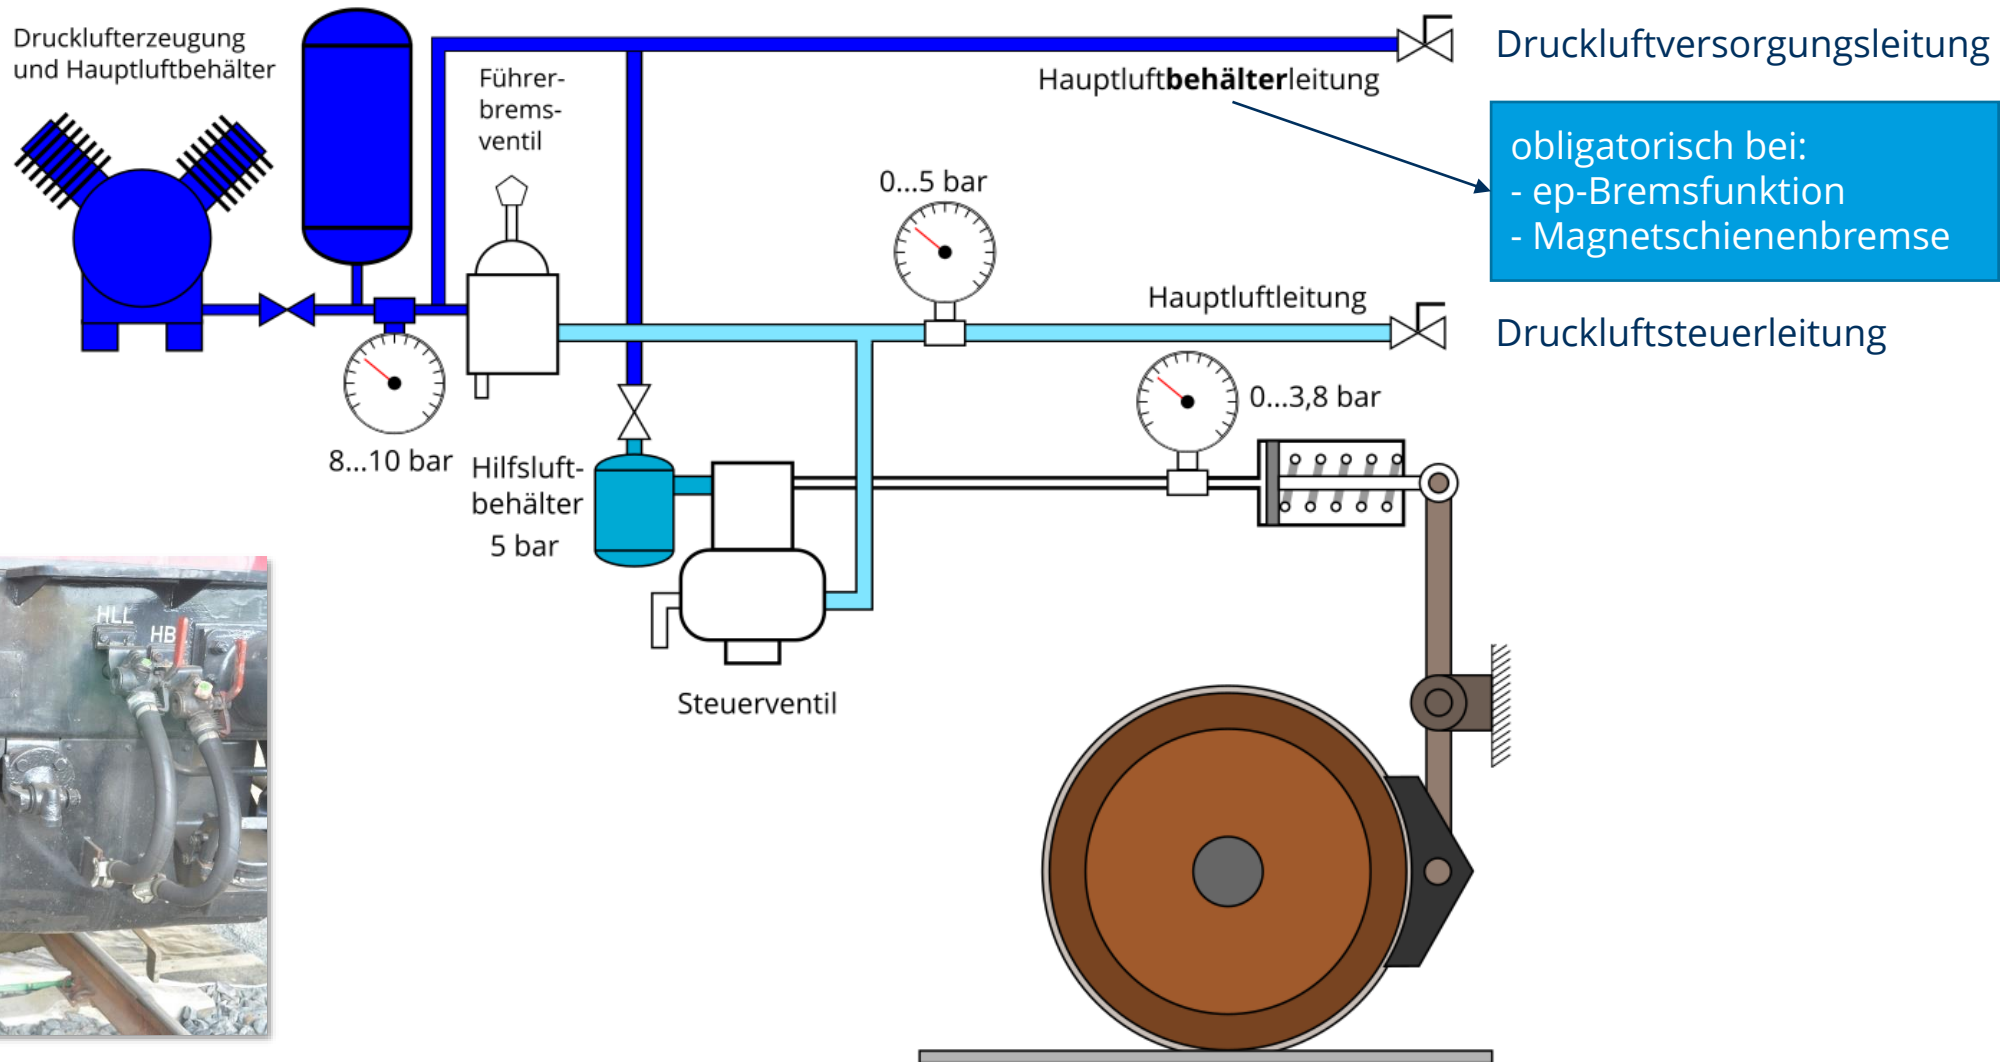 Drucklufterzeugung
und Hauptluftbehälter
Führer-
brems-
ventil
Hauptluftbehälterleitung
Druckluftversorgungsleitung
obligatorisch bei:
- ep-Bremsfunktion
- Magnetschienenbremse
0...5 bar
Hauptluftleitung
Druckluftsteuerleitung
0...3,8 bar
8...10 bar
Hilfsluft-
behälter
5 bar
Steuerventil
HLL
HB